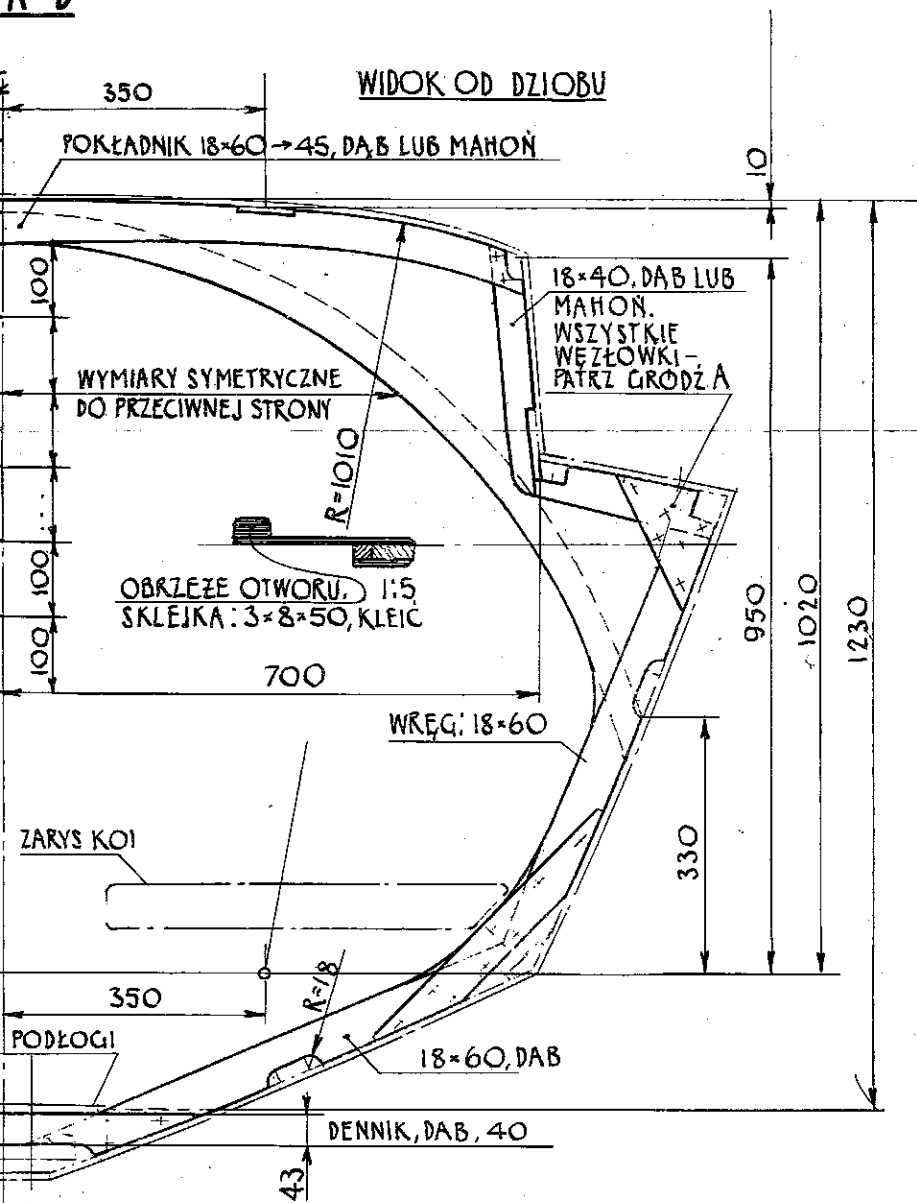 WIDOK OD DZIOBU
350
POKŁADNIK 18×60→45, DĄB LUB MAHOŃ
10
100
18×40, DĄB LUB
MAHOŃ.
WSZYSTKIE
WĘZŁÓWKI-
PATRZ GRÓDŹ A
WYMIARY SYMETRYCZNE
DO PRZECIWNEJ STRONY
R=1010
100
OBRZEŻE OTWORU. 1:5
SKLEJKA: 3×8×50, KLEIĆ
100
700
950
1020
1230
WRĘG: 18×60
330
ZARYS KOI
350
R=18
PODŁOGI
18×60, DĄB
DENNIK, DĄB, 40
43